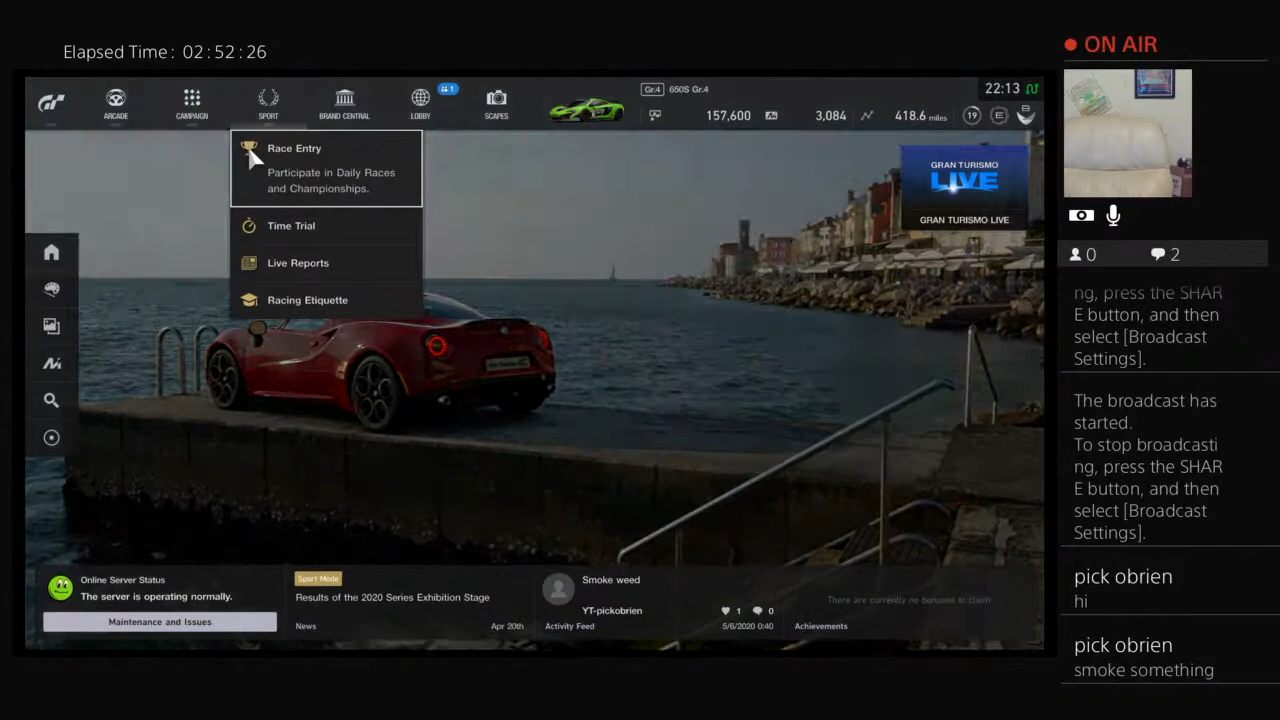 Elapsed Time: 02:52:26
ON AIR
ARCADE
CAMPAIGN
SPORT
BRAND CENTRAL
LOBBY
1
SCAPES
Gr.4 650S Gr.4
22:13
157,600
3,084
418.6 miles
19
E
Race Entry
Participate in Daily Races
and Championships.
Time Trial
Live Reports
Racing Etiquette
GRAN TURISMO
LIVE
GRAN TURISMO LIVE
Online Server Status
The server is operating normally.
Maintenance and Issues
Sport Mode
Results of the 2020 Series Exhibition Stage
News
Apr 20th
Smoke weed
YT-pickobrien
1
0
Activity Feed
5/6/2020 0:40
There are currently no bonuses to claim.
Achievements
0
2
ng, press the SHAR
E button, and then
select [Broadcast
Settings].
The broadcast has
started.
To stop broadcasti
ng, press the SHAR
E button, and then
select [Broadcast
Settings].
pick obrien
hi
pick obrien
smoke something